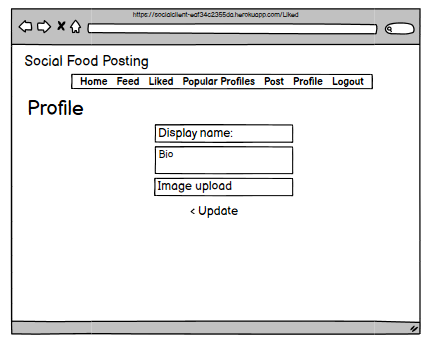 https://socialclient-edf34c2355da.herokuapp.com/Liked
Social Food Posting
Home Feed Liked Popular Profiles Post Profile Logout
Profile
Display name:
Bio
Image upload
< Update